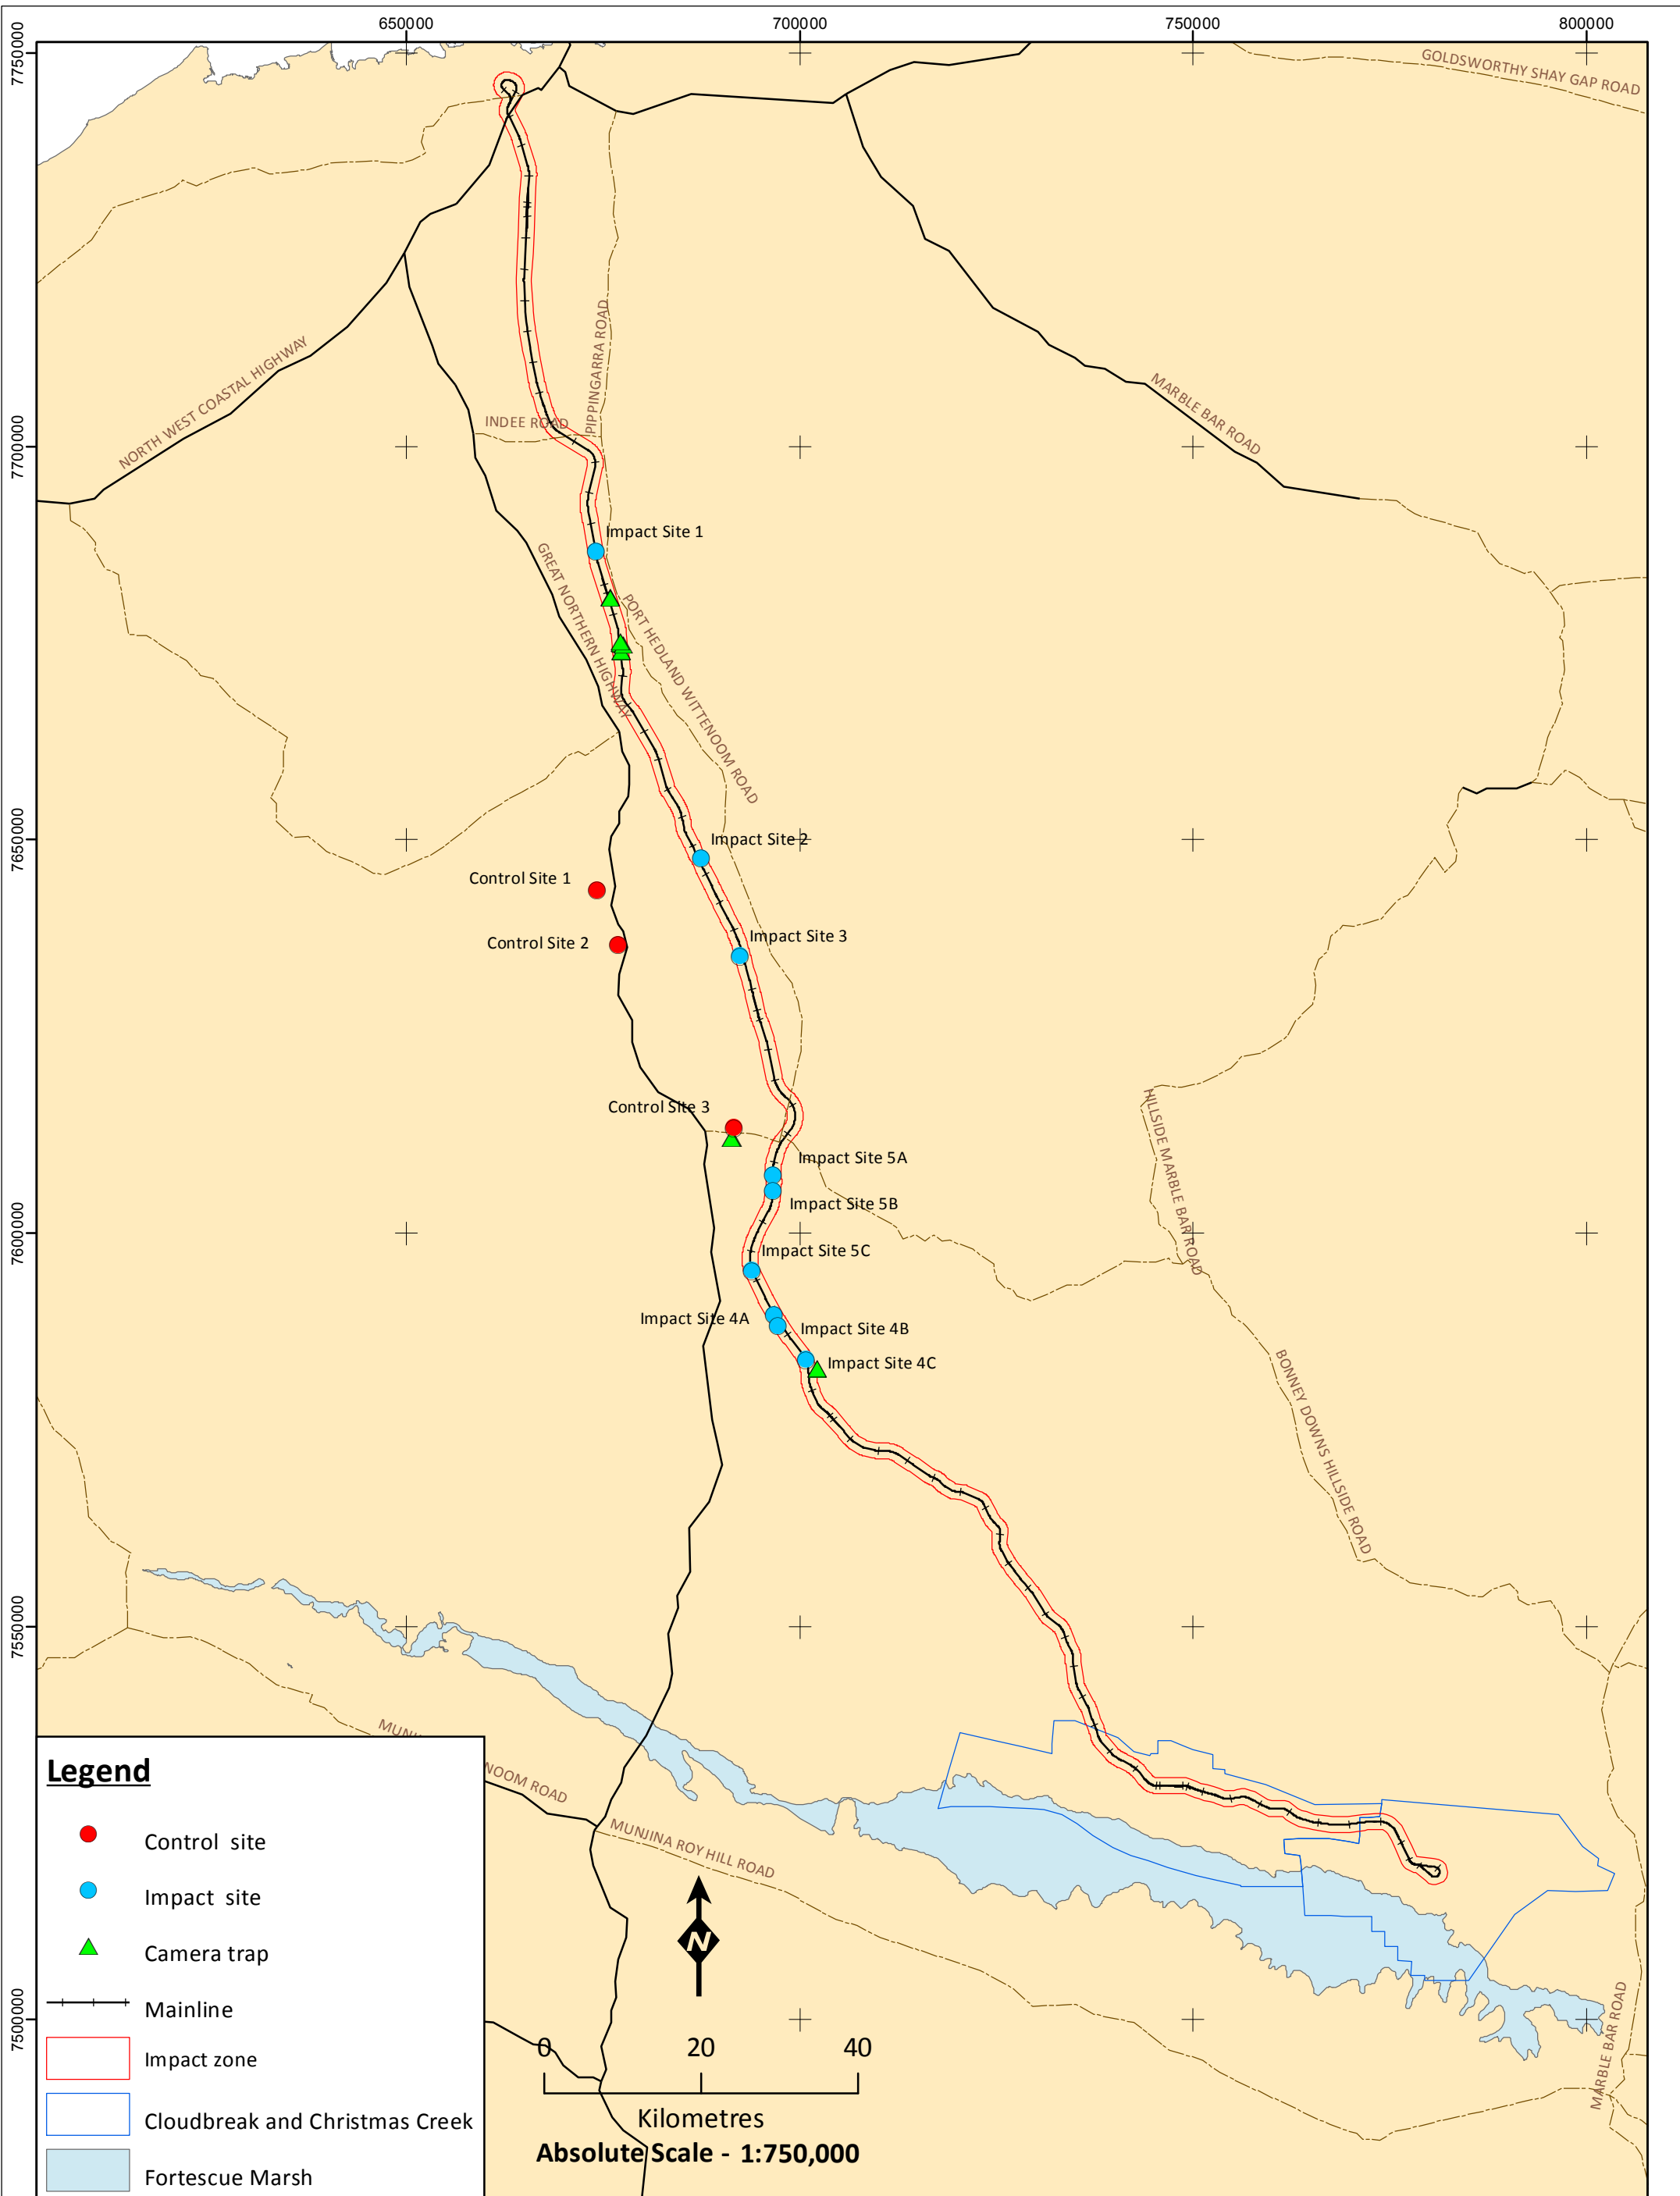 650000
700000
750000
800000
7750000
7700000
7650000
7600000
7550000
7500000
GOLDSWORTHY SHAY GAP ROAD
NORTH WEST COASTAL HIGHWAY
PIPPINGARRA ROAD
INDEE ROAD
MARBLE BAR ROAD
Impact Site 1
GREAT NORTHERN HIGHWAY
PORT HEDLAND WITTENOOM ROAD
Impact Site 2
Control Site 1
Impact Site 3
Control Site 2
Control Site 3
HILLSIDE MARBLE BAR ROAD
Impact Site 5A
Impact Site 5B
Impact Site 5C
Impact Site 4A
Impact Site 4B
Impact Site 4C
BONNEY DOWNS HILLSIDE ROAD
NOOM ROAD
MUNJINA ROY HILL ROAD
MARBLE BAR ROAD
N
Legend
Control site
Impact site
Camera trap
Mainline
Impact zone
Cloudbreak and Christmas Creek
Fortescue Marsh
0 20 40
Kilometres
Absolute Scale - 1:750,000